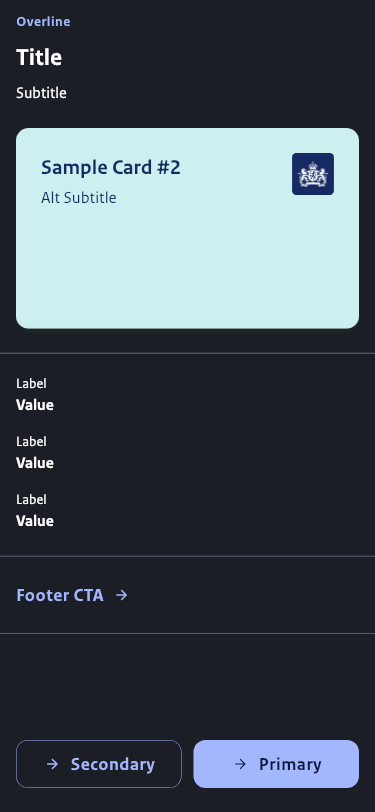 Overline
Title
Subtitle
Sample Card #2
Alt Subtitle
Label
Value
Label
Value
Label
Value
Footer CTA
Secondary
Primary